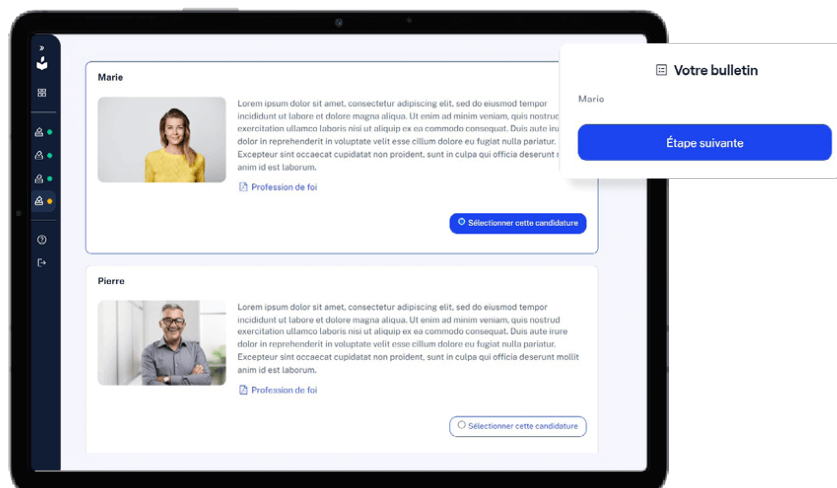 Marie
Lorem ipsum dolor sit amet, consectetur adipiscing elit, sed do eiusmod tempor
incididunt ut labore et dolore magna aliqua. Ut enim ad minim veniam, quis nostrud
exercitation ullamco laboris nisi ut aliquip ex ea commodo consequat. Duis aute
dolor in reprehenderit in voluptate velit esse cillum dolore eu fugiat nulla pariatur.
Excepteur sint occaecat cupidatat non proident, sunt in culpa qui officia deserunt
anim id est laborum.
Profession de foi
Sélectionner cette candidature
Votre bulletin
Marie
Étape suivante
Pierre
Lorem ipsum dolor sit amet, consectetur adipiscing elit, sed do eiusmod tempor
incididunt ut labore et dolore magna aliqua. Ut enim ad minim veniam, quis nostrud
exercitation ullamco laboris nisi ut aliquip ex ea commodo consequat. Duis aute irure
dolor in reprehenderit in voluptate velit esse cillum dolore eu fugiat nulla pariatur.
Excepteur sint occaecat cupidatat non proident, sunt in culpa qui officia deserunt mollit
anim id est laborum.
Profession de foi
Sélectionner cette candidature